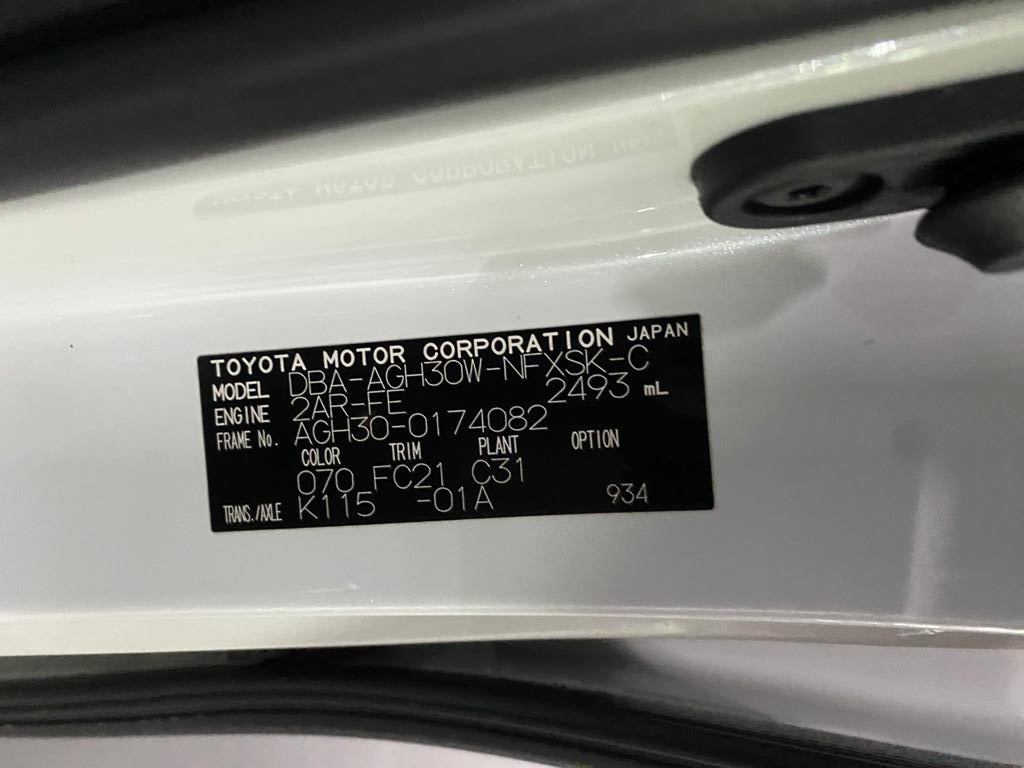 TOYOTA MOTOR CORPORATION JAPAN
MODEL DBA-AGH30W-NFXSK-C
ENGINE 2AR-FE 2493 mL
FRAME No. AGH30-0174082
COLOR TRIM PLANT OPTION
070 FC21 C31
TRANS./AXLE K115 -01A 934